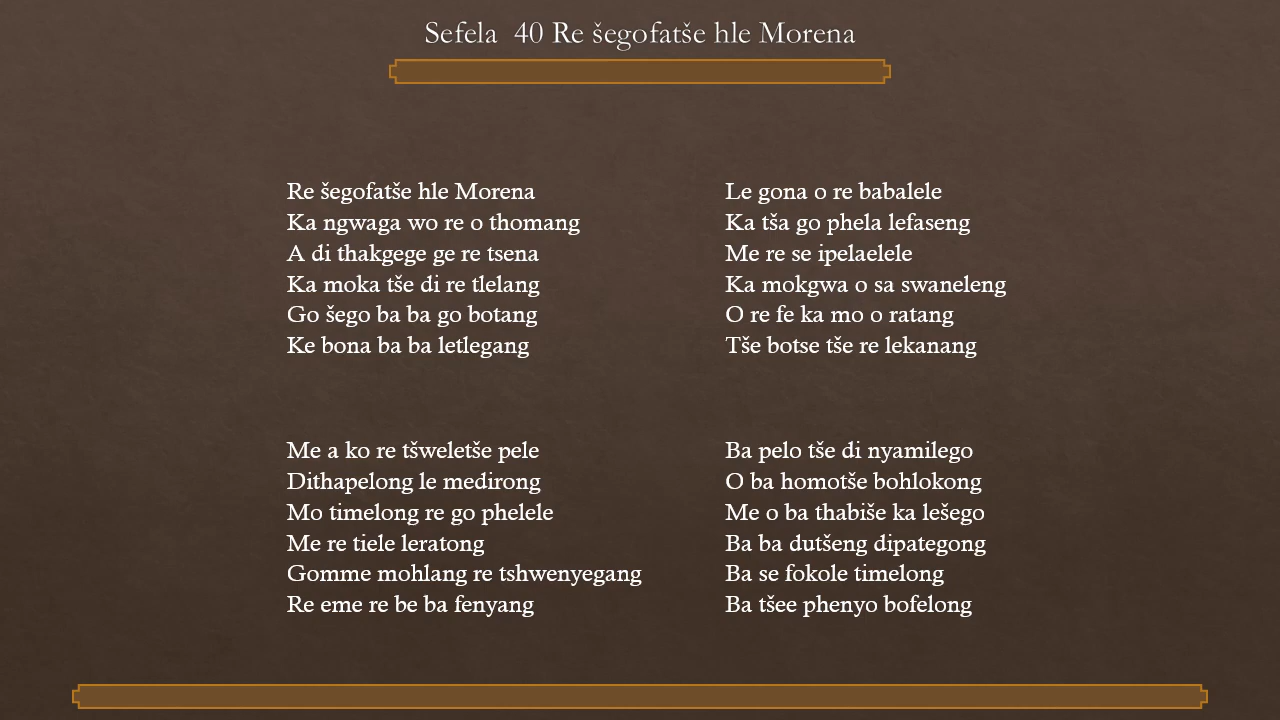 Sefela  40 Re šegofatše hle Morena
Re šegofatše hle Morena
Ka ngwaga wo re o thomang
A di thakgege ge re tsena
Ka moka tše di re tlelang
Go šego ba ba go botang
Ke bona ba ba letlegang
Me a ko re tšweletše pele
Dithapelong le medirong
Mo timelong re go phelele
Me re tiele leratong
Gomme mohlang re tshwenyegang
Re eme re be ba fenyang
Le gona o re babalele
Ka tša go phela lefaseng
Me re se ipelaelele
Ka mokgwa o sa swaneleng
O re fe ka mo o ratang
Tše botse tše re lekanang
Ba pelo tše di nyamilego
O ba homotše bohlokong
Me o ba thabiše ka lešego
Ba ba dutšeng dipategong
Ba se fokole timelong
Ba tšee phenyo bofelong